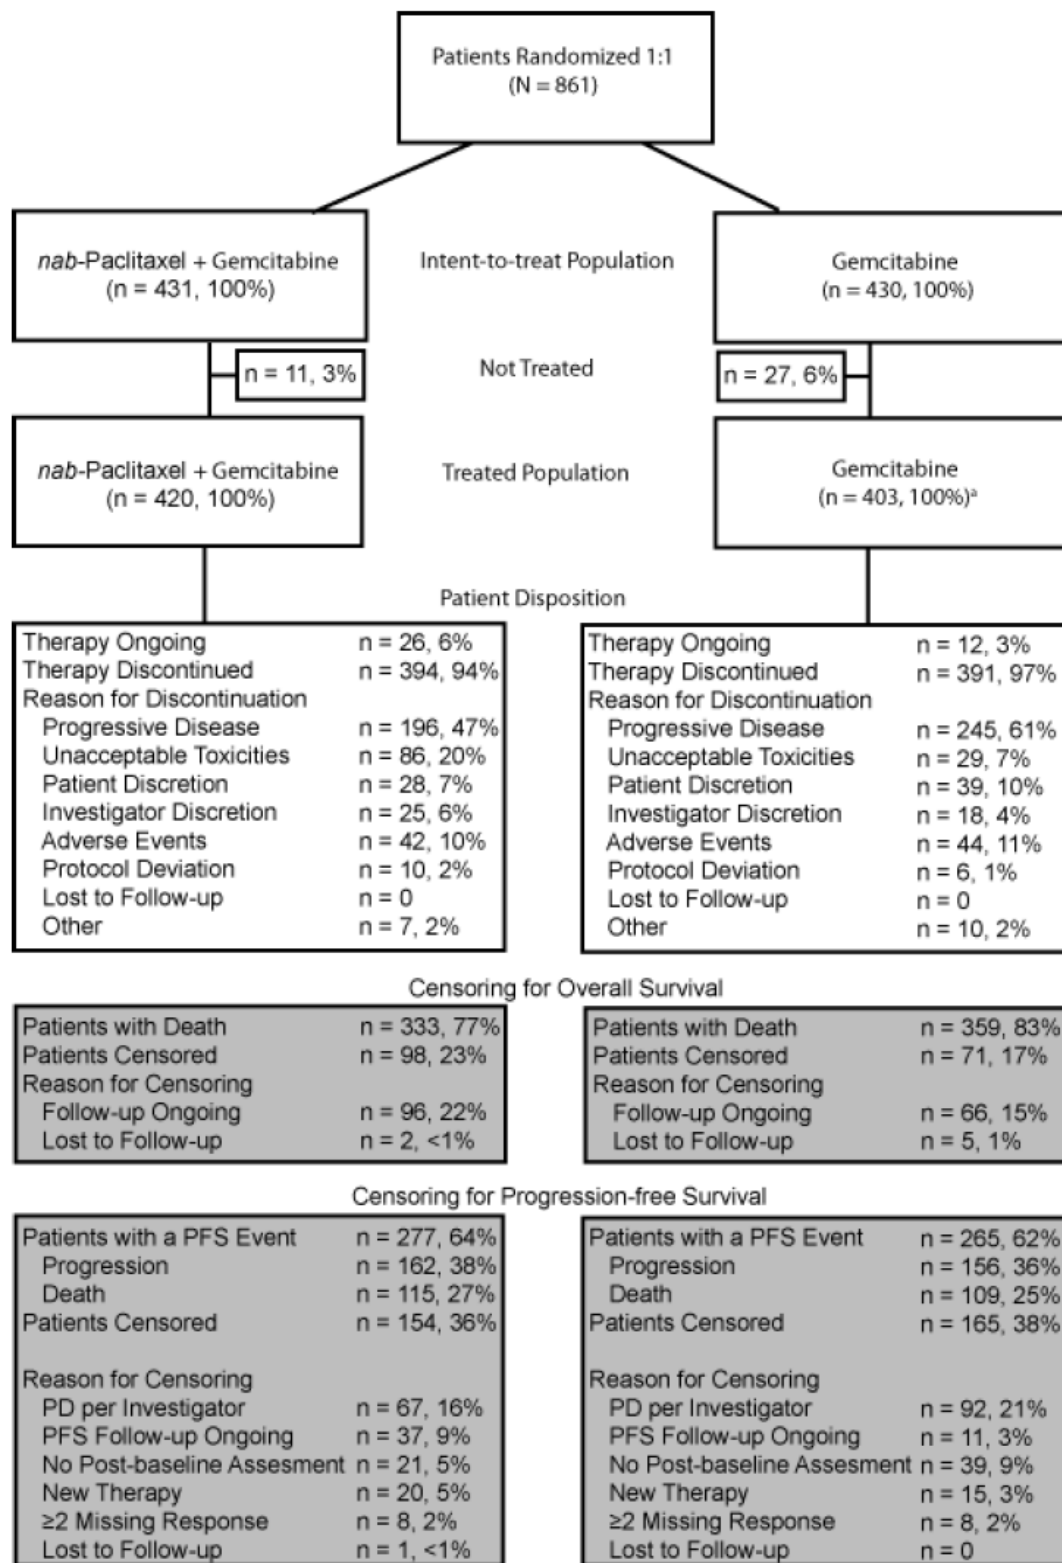 Patients Randomized 1:1
(N = 861)
nab-Paclitaxel + Gemcitabine
(n = 431, 100%)
Intent-to-treat Population
Gemcitabine
(n = 430, 100%)
n = 11, 3%
Not Treated
n = 27, 6%
nab-Paclitaxel + Gemcitabine
(n = 420, 100%)
Treated Population
Gemcitabine
(n = 403, 100%)ᵃ
Patient Disposition
Therapy Ongoing n = 26, 6%
Therapy Discontinued n = 394, 94%
Reason for Discontinuation
Progressive Disease n = 196, 47%
Unacceptable Toxicities n = 86, 20%
Patient Discretion n = 28, 7%
Investigator Discretion n = 25, 6%
Adverse Events n = 42, 10%
Protocol Deviation n = 10, 2%
Lost to Follow-up n = 0
Other n = 7, 2%
Therapy Ongoing n = 12, 3%
Therapy Discontinued n = 391, 97%
Reason for Discontinuation
Progressive Disease n = 245, 61%
Unacceptable Toxicities n = 29, 7%
Patient Discretion n = 39, 10%
Investigator Discretion n = 18, 4%
Adverse Events n = 44, 11%
Protocol Deviation n = 6, 1%
Lost to Follow-up n = 0
Other n = 10, 2%
Censoring for Overall Survival
Patients with Death n = 333, 77%
Patients Censored n = 98, 23%
Reason for Censoring
Follow-up Ongoing n = 96, 22%
Lost to Follow-up n = 2, <1%
Patients with Death n = 359, 83%
Patients Censored n = 71, 17%
Reason for Censoring
Follow-up Ongoing n = 66, 15%
Lost to Follow-up n = 5, 1%
Censoring for Progression-free Survival
Patients with a PFS Event n = 277, 64%
Progression n = 162, 38%
Death n = 115, 27%
Patients Censored n = 154, 36%
Reason for Censoring
PD per Investigator n = 67, 16%
PFS Follow-up Ongoing n = 37, 9%
No Post-baseline Assesment n = 21, 5%
New Therapy n = 20, 5%
≥2 Missing Response n = 8, 2%
Lost to Follow-up n = 1, <1%
Patients with a PFS Event n = 265, 62%
Progression n = 156, 36%
Death n = 109, 25%
Patients Censored n = 165, 38%
Reason for Censoring
PD per Investigator n = 92, 21%
PFS Follow-up Ongoing n = 11, 3%
No Post-baseline Assesment n = 39, 9%
New Therapy n = 15, 3%
≥2 Missing Response n = 8, 2%
Lost to Follow-up n = 0